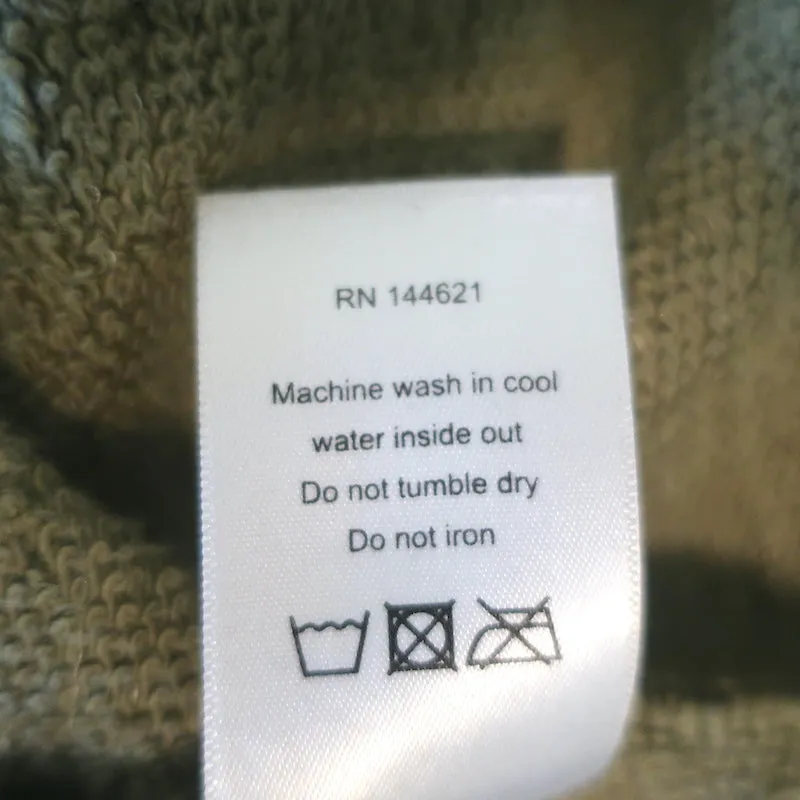 RN 144621
Machine wash in cool
water inside out
Do not tumble dry
Do not iron